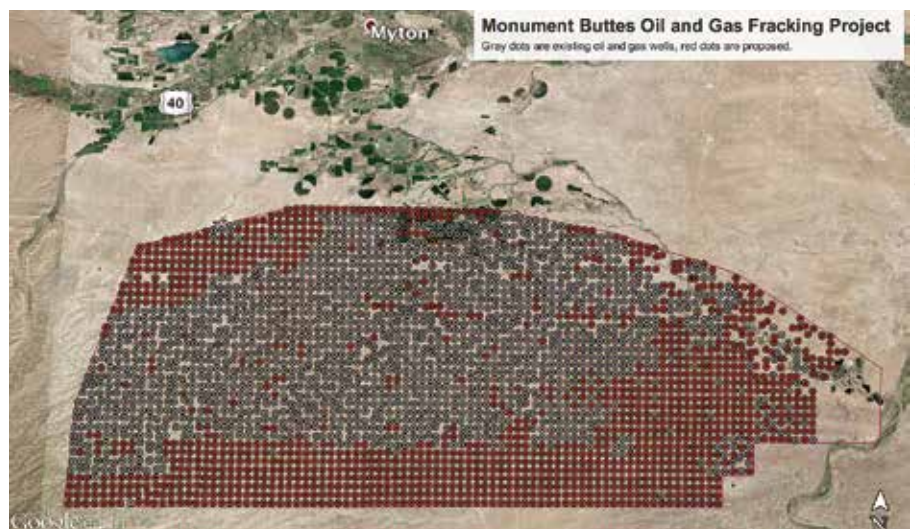 Monument Buttes Oil and Gas Fracking Project
Gray dots are existing oil and gas wells, red dots are proposed.
Myton
40
Google
N